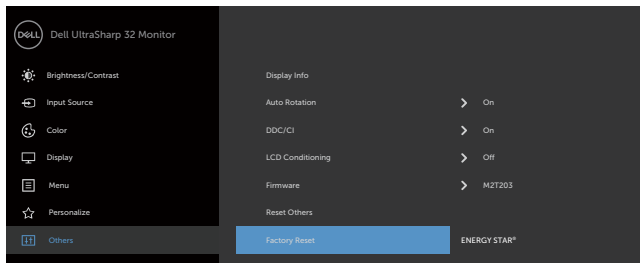 DELL Dell UltraSharp 32 Monitor
Brightness/Contrast Display Info
Input Source Auto Rotation On
Color DDC/CI On
Display LCD Conditioning Off
Menu Firmware M2T203
Personalize Reset Others
Others Factory Reset ENERGY STAR®